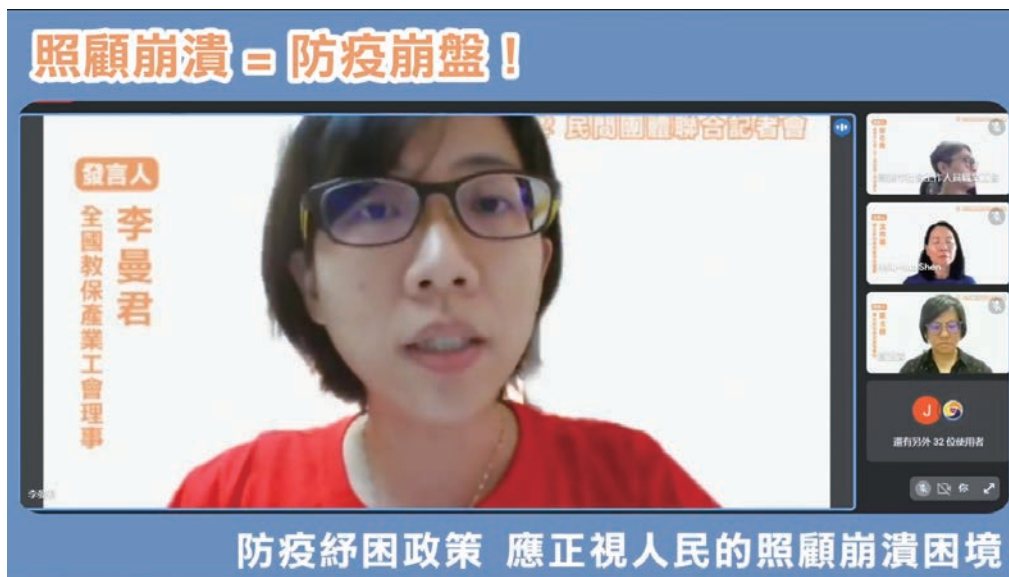 照顧崩潰 = 防疫崩盤！
民間團體聯合記者會
發言人
李曼君
全國教保產業工會理事
還有另外 32 位使用者
你
防疫紓困政策 應正視人民的照顧崩潰困境